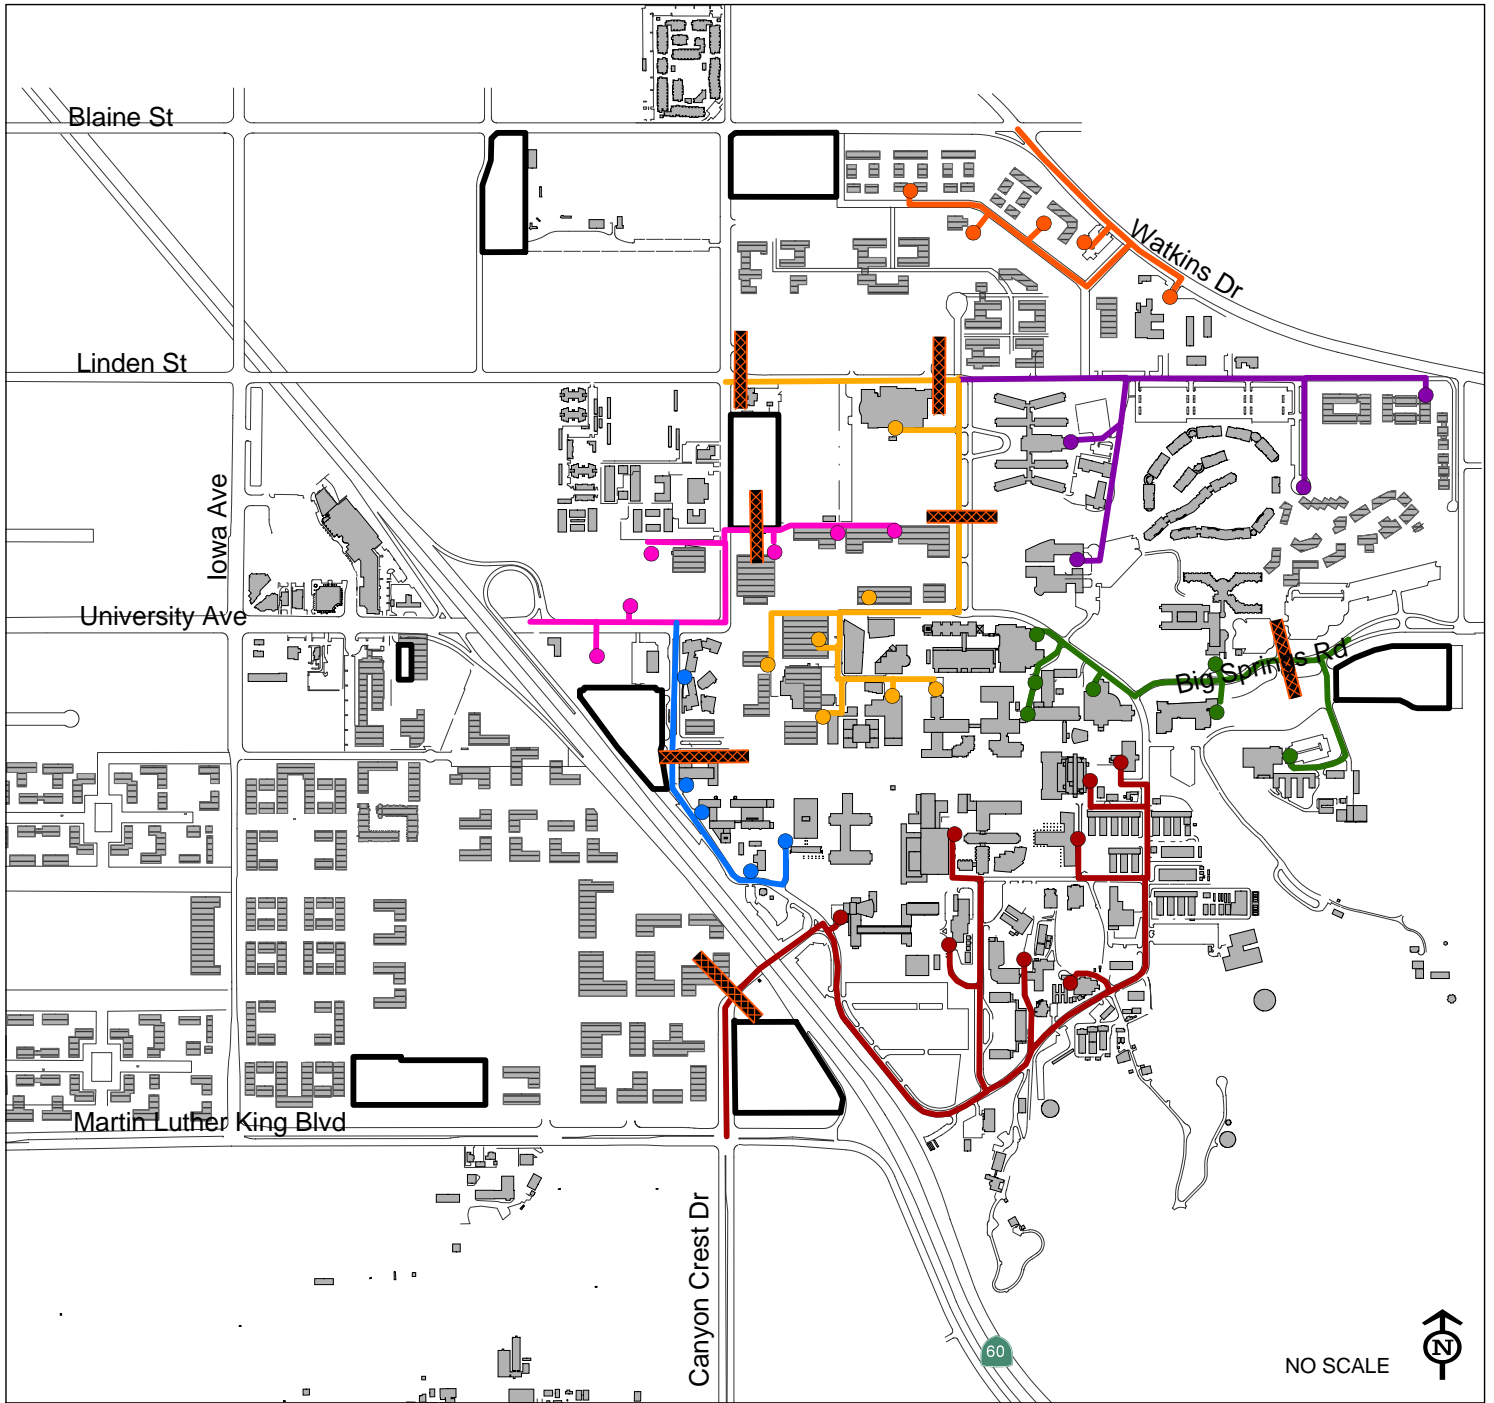 Blaine St
Watkins Dr
Linden St
Iowa Ave
University Ave
Big Springs Rd
Martin Luther King Blvd
Canyon Crest Dr
60
NO SCALE
N